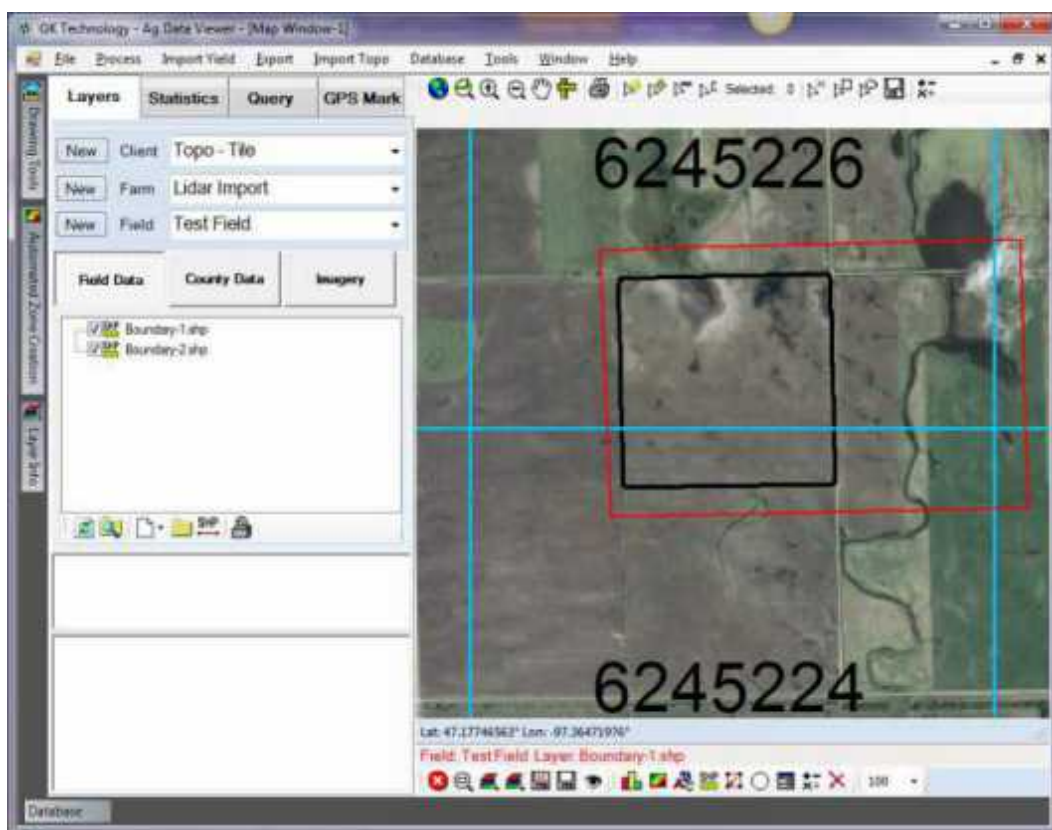 GK Technology - Ag Data Viewer - [Map Window-1]
File Process Import Yield Export Import Topo Database Tools Window Help
Layers Statistics Query GPS Mark
Selected: 0
Drawing Tools
Automated Zone Creation
Layer Info
New Client Topo - Tile
New Farm Lidar Import
New Field Test Field
Field Data County Data Imagery
Boundary-1.shp
Boundary-2.shp
SHP
6245226
6245224
Lat: 47.17746563° Lon: -97.36471976°
Field: Test Field Layer: Boundary-1.shp
100
Database